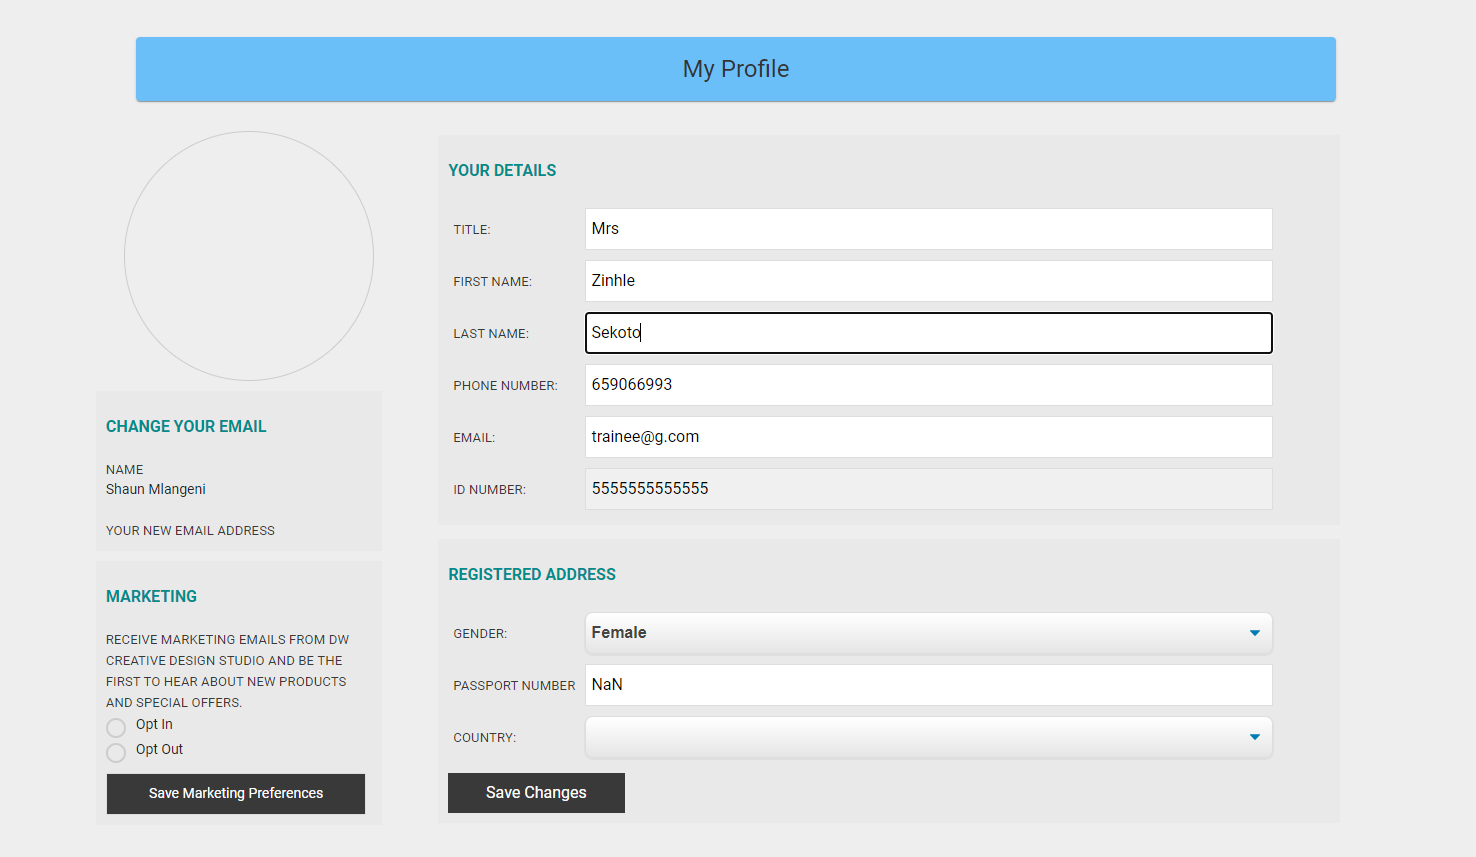 My Profile
CHANGE YOUR EMAIL
NAME
Shaun Mlangeni
YOUR NEW EMAIL ADDRESS
MARKETING
RECEIVE MARKETING EMAILS FROM DW
CREATIVE DESIGN STUDIO AND BE THE
FIRST TO HEAR ABOUT NEW PRODUCTS
AND SPECIAL OFFERS.
Opt In
Opt Out
Save Marketing Preferences
YOUR DETAILS
TITLE: Mrs
FIRST NAME: Zinhle
LAST NAME: Sekoto
PHONE NUMBER: 659066993
EMAIL: trainee@g.com
ID NUMBER: 5555555555555
REGISTERED ADDRESS
GENDER: Female
PASSPORT NUMBER NaN
COUNTRY:
Save Changes